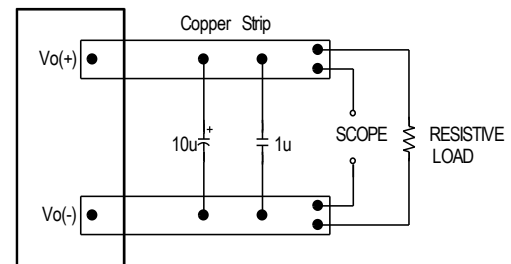 Copper Strip
Vo(+)
10u
+
1u
SCOPE
RESISTIVE
LOAD
Vo(-)